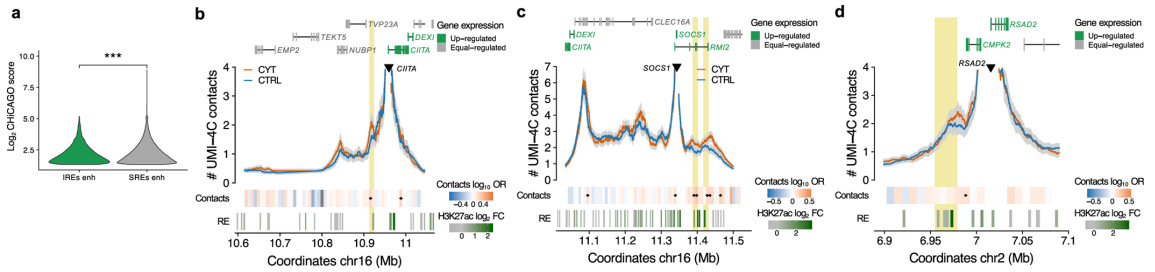 a
***
Log2 CHiCAGO score
10.0
7.5
5.0
2.5
IREs enh
SREs enh
b
TVP23A
TEKT5
DEXI
EMP2
NUBP1
CIITA
Gene expression
Up-regulated
Equal-regulated
CYT
CTRL
CIITA
# UMI-4C contacts
4
3
2
1
0
Contacts
Contacts log10 OR
-0.4 0 0.4
RE
H3K27ac log2 FC
0 1 2
10.6 10.7 10.8 10.9 11
Coordinates chr16 (Mb)
c
CLEC16A
DEXI
SOCS1
CIITA
RMI2
Gene expression
Up-regulated
Equal-regulated
SOCS1
CYT
CTRL
# UMI-4C contacts
7
6
5
4
3
2
1
0
Contacts
Contacts log10 OR
-0.5 0 0.5
RE
H3K27ac log2 FC
0 2
11.1 11.2 11.3 11.4 11.5
Coordinates chr16 (Mb)
d
RSAD2
CMPK2
Gene expression
Up-regulated
Equal-regulated
RSAD2
CYT
CTRL
# UMI-4C contacts
4
3
2
1
0
Contacts
Contacts log10 OR
-0.5 0 0.5
RE
H3K27ac log2 FC
0 2
6.9 6.95 7 7.05 7.1
Coordinates chr2 (Mb)